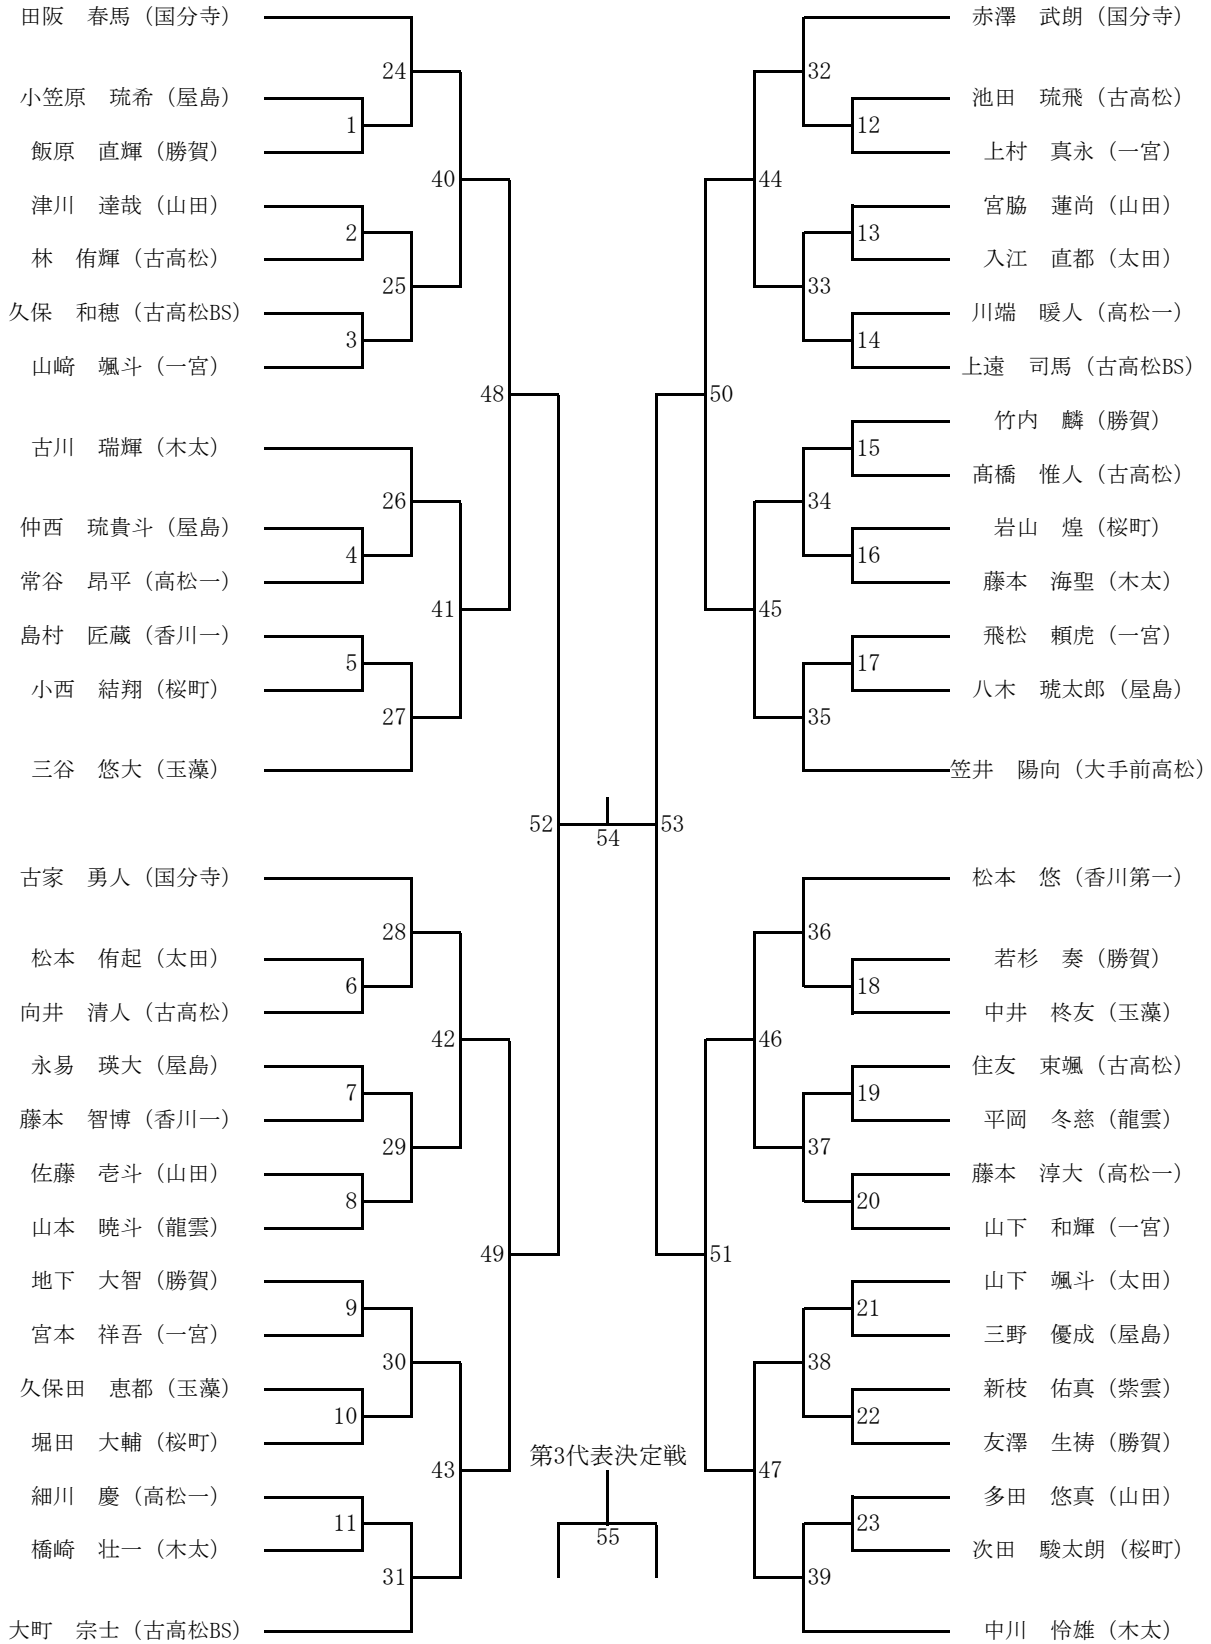 田阪　春馬（国分寺）
24
小笠原　琉希（屋島）
1
飯原　直輝（勝賀）
40
津川　達哉（山田）
2
林　侑輝（古高松）
25
久保　和穂（古高松BS）
3
山﨑　颯斗（一宮）
48
古川　瑞輝（木太）
26
仲西　琉貴斗（屋島）
4
常谷　昂平（高松一）
41
島村　匠蔵（香川一）
5
小西　結翔（桜町）
27
三谷　悠大（玉藻）
52
古家　勇人（国分寺）
28
松本　侑起（太田）
6
向井　清人（古高松）
42
永易　瑛大（屋島）
7
藤本　智博（香川一）
29
佐藤　壱斗（山田）
8
山本　暁斗（龍雲）
49
地下　大智（勝賀）
9
宮本　祥吾（一宮）
30
久保田　恵都（玉藻）
10
堀田　大輔（桜町）
43
細川　慶（高松一）
11
橋崎　壮一（木太）
31
大町　宗士（古高松BS）
54
第3代表決定戦
55
赤澤　武朗（国分寺）
32
池田　琉飛（古高松）
12
上村　真永（一宮）
44
宮脇　蓮尚（山田）
13
入江　直都（太田）
33
川端　暖人（高松一）
14
上遠　司馬（古高松BS）
50
竹内　麟（勝賀）
15
髙橋　惟人（古高松）
34
岩山　煌（桜町）
16
藤本　海聖（木太）
45
飛松　頼虎（一宮）
17
八木　琥太郎（屋島）
35
笠井　陽向（大手前高松）
53
松本　悠（香川第一）
36
若杉　奏（勝賀）
18
中井　柊友（玉藻）
46
住友　東颯（古高松）
19
平岡　冬慈（龍雲）
37
藤本　淳大（高松一）
20
山下　和輝（一宮）
51
山下　颯斗（太田）
21
三野　優成（屋島）
38
新枝　佑真（紫雲）
22
友澤　生祷（勝賀）
47
多田　悠真（山田）
23
次田　駿太朗（桜町）
39
中川　怜雄（木太）